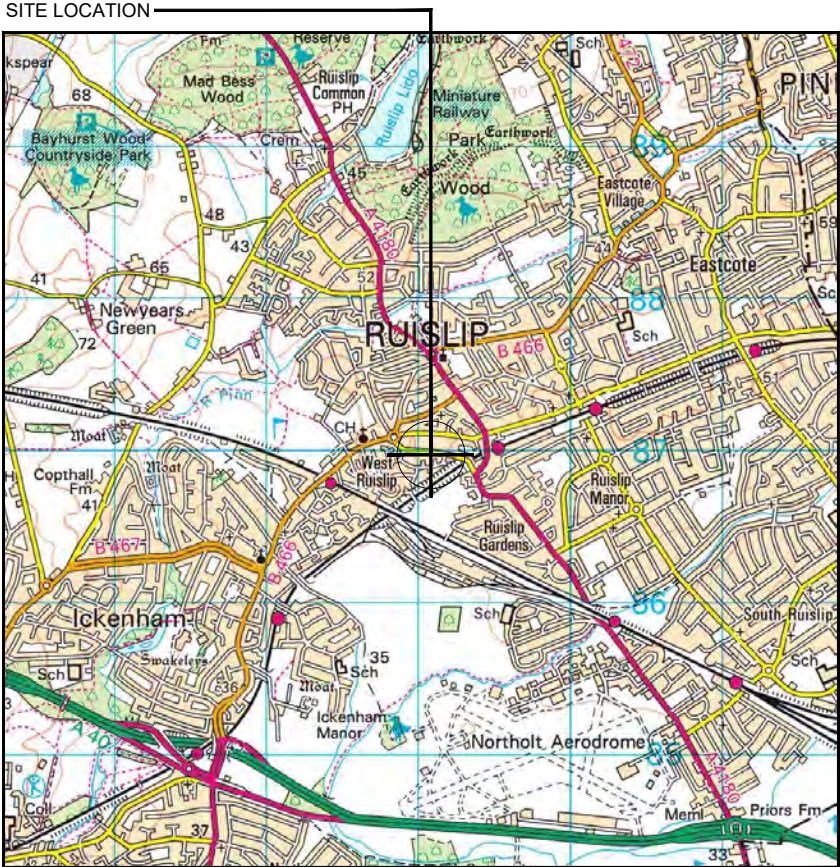 SITE LOCATION
Fm
Reserve
Earthwork
Sch
kspear
Mad Bess
Wood
Ruislip
Common
PH
Ruislip Lido
Miniature
Railway
PIN
68
Bayhurst Wood
Countryside Park
Crem
Park
Earthwork
89
Earthwork
Wood
45
Eastcote
Village
A 4180
48
43
44
59
Eastcote
41
65
52
88
Sc
Newyears
Green
RUISLIP
Sch
72
B 466
51
R Pinn
CH
Moat
87
West
Ruislip
Copthall
Fm
Moat
41
Ruislip
Manor
Ruislip
Gardens
B 467
B 466
86
Ickenham
Sch
South Ruislip
Swakeleys
35
Sch
Sch
Sch
36
Moat
3
Ickenham
Manor
A 40
Northolt Aerodrome
85
A 4180
Coll
Meml
Priors Fm
37
33